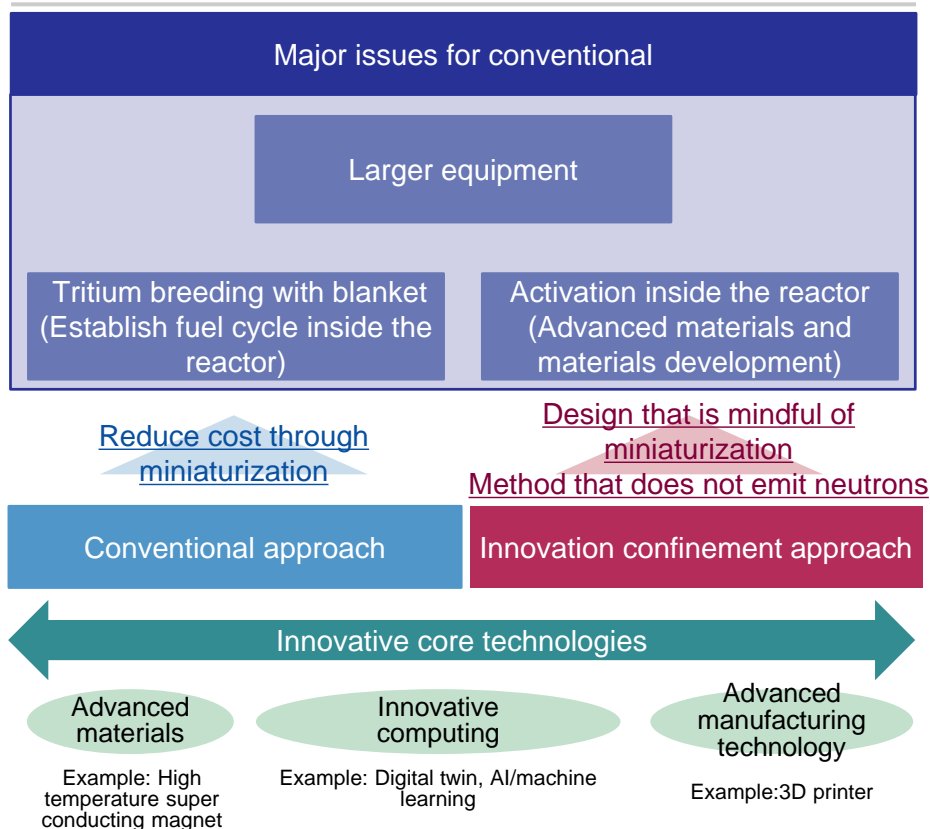 Major issues for conventional
Larger equipment
Tritium breeding with blanket
(Establish fuel cycle inside the
reactor)
Activation inside the reactor
(Advanced materials and
materials development)
Reduce cost through
miniaturization
Design that is mindful of
miniaturization
Method that does not emit neutrons
Conventional approach
Innovation confinement approach
Innovative core technologies
Advanced
materials
Example: High
temperature super
conducting magnet
Innovative
computing
Example: Digital twin, AI/machine
learning
Advanced
manufacturing
technology
Example:3D printer